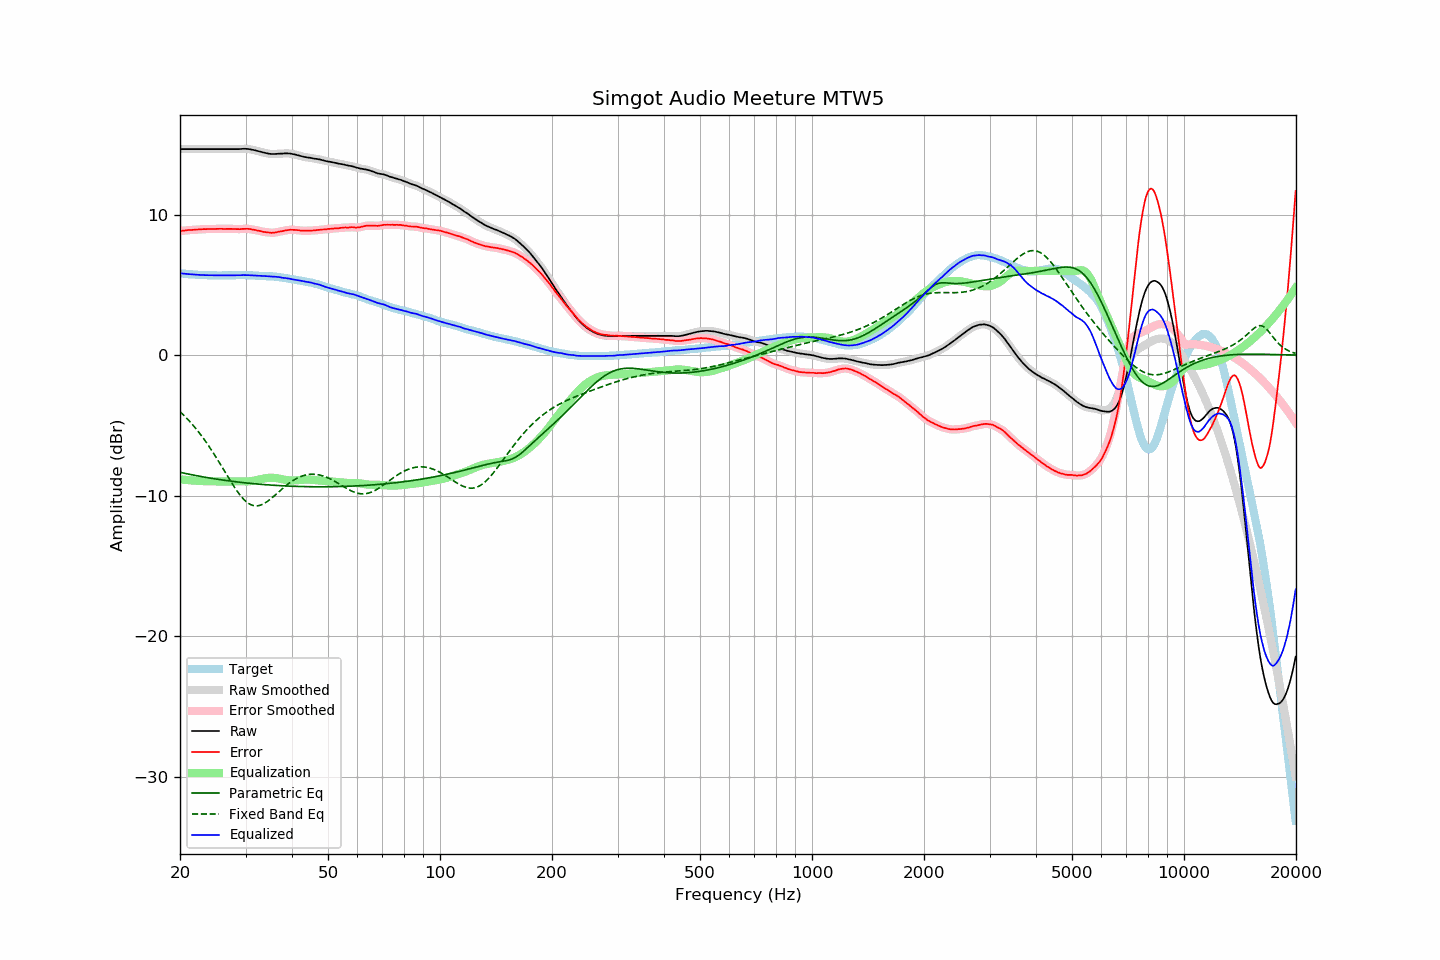 Simgot Audio Meeture MTW5
10
0
−10
−20
−30
Amplitude (dBr)
Target
Raw Smoothed
Error Smoothed
Raw
Error
Equalization
Parametric Eq
Fixed Band Eq
Equalized
20 50 100 200 500 1000 2000 5000 10000 20000
Frequency (Hz)